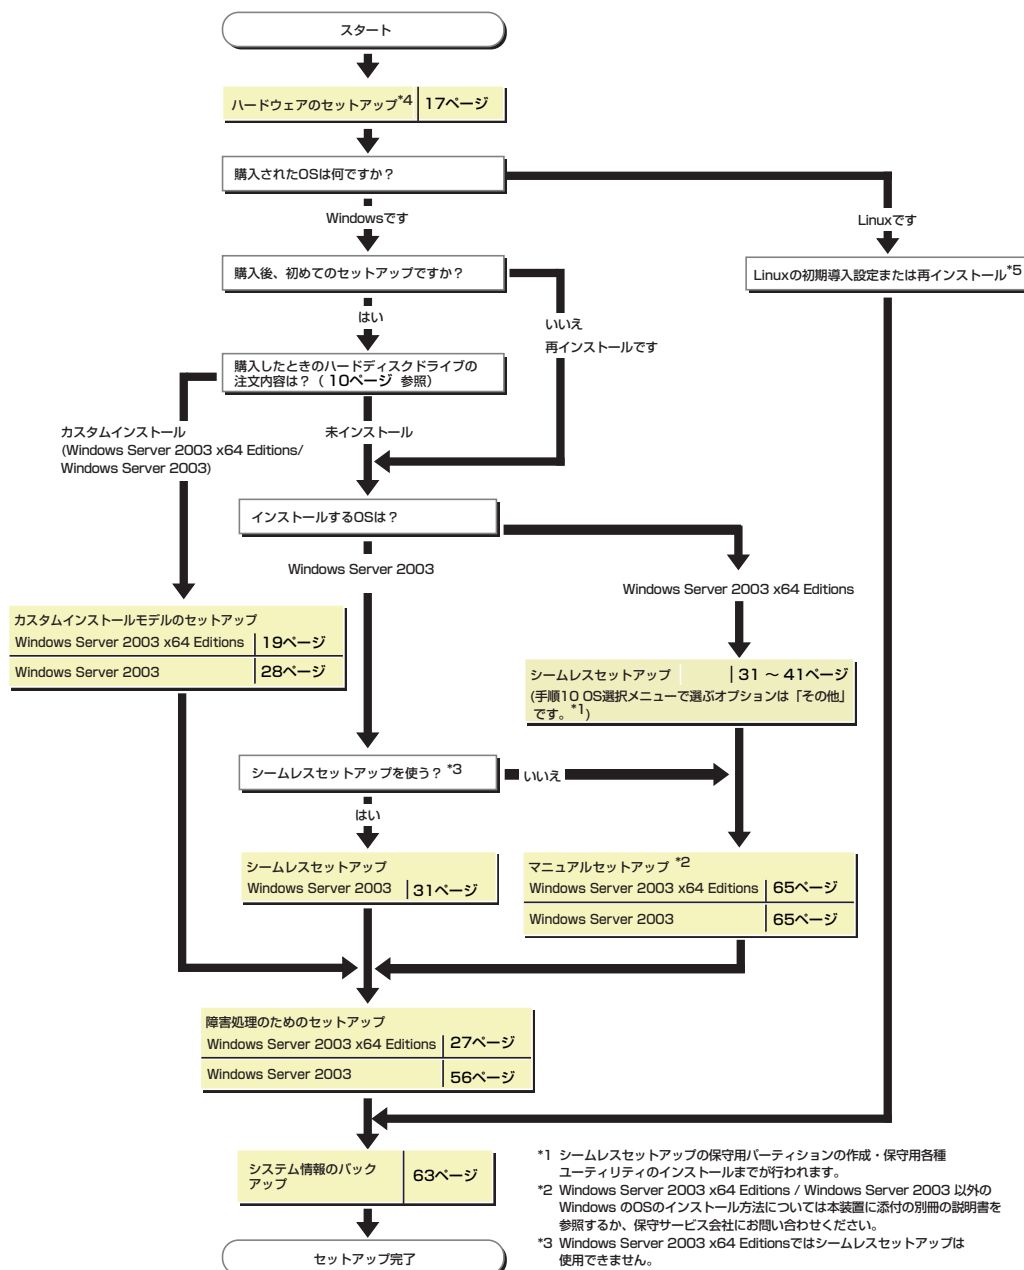 スタート
ハードウェアのセットアップ*4 17ページ
購入されたOSは何ですか？
Windowsです
Linuxです
購入後、初めてのセットアップですか？
Linuxの初期導入設定または再インストール*5
はい
いいえ
再インストールです
購入したときのハードディスクドライブの
注文内容は？（ 10ページ 参照）
カスタムインストール
(Windows Server 2003 x64 Editions/
Windows Server 2003)
未インストール
インストールするOSは？
Windows Server 2003
Windows Server 2003 x64 Editions
カスタムインストールモデルのセットアップ
Windows Server 2003 x64 Editions 19ページ
Windows Server 2003 28ページ
シームレスセットアップ 31 ～ 41ページ
(手順10 OS選択メニューで選ぶオプションは「その他」
です。*1)
シームレスセットアップを使う？ *3
いいえ
はい
シームレスセットアップ
Windows Server 2003 31ページ
マニュアルセットアップ *2
Windows Server 2003 x64 Editions 65ページ
Windows Server 2003 65ページ
障害処理のためのセットアップ
Windows Server 2003 x64 Editions 27ページ
Windows Server 2003 56ページ
システム情報のバック
アップ
63ページ
セットアップ完了
*1 シームレスセットアップの保守用パーティションの作成・保守用各種
ユーティリティのインストールまでが行われます。
*2 Windows Server 2003 x64 Editions / Windows Server 2003 以外の
Windows のOSのインストール方法については本装置に添付の別冊の説明書を
参照するか、保守サービス会社にお問い合わせください。
*3 Windows Server 2003 x64 Editionsではシームレスセットアップは
使用できません。